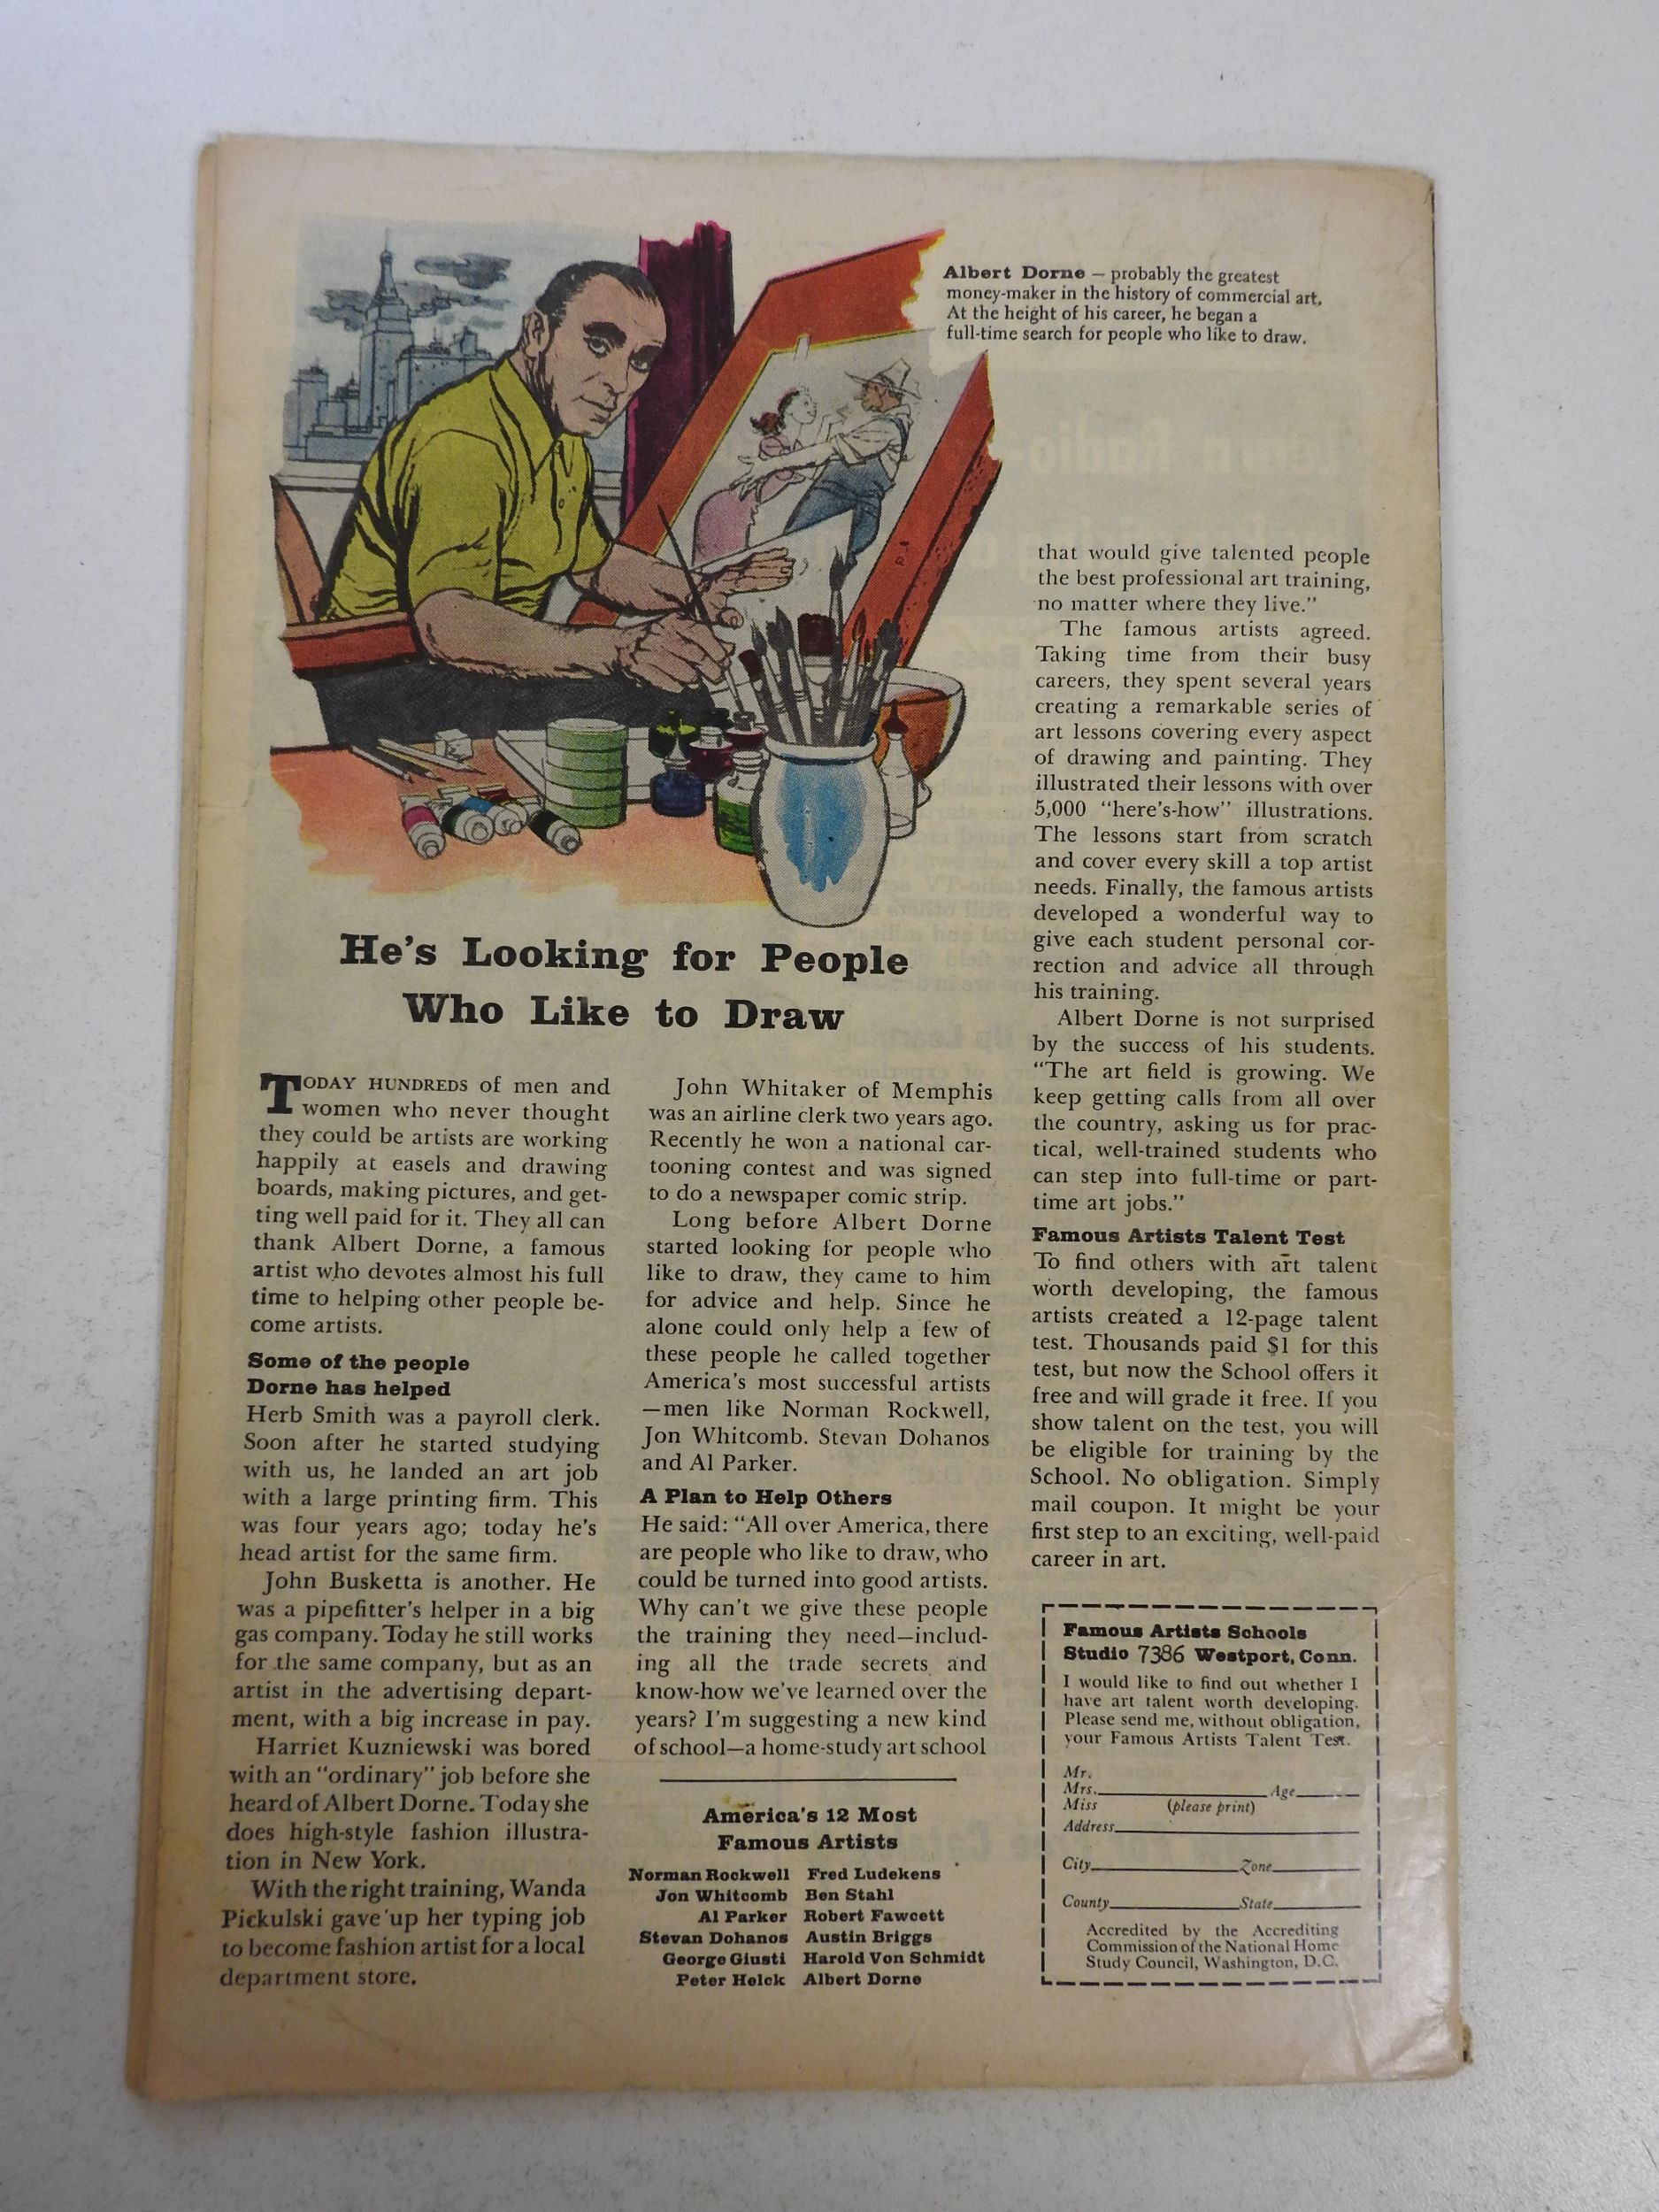 Albert Dorne — probably the greatest
money-maker in the history of commercial art.
At the height of his career, he began a
full-time search for people who like to draw.
He's Looking for People
Who Like to Draw
TODAY HUNDREDS of men and
women who never thought
they could be artists are working
happily at easels and drawing
boards, making pictures, and get-
ting well paid for it. They all can
thank Albert Dorne, a famous
artist who devotes almost his full
time to helping other people be-
come artists.
Some of the people
Dorne has helped
Herb Smith was a payroll clerk.
Soon after he started studying
with us, he landed an art job
with a large printing firm. This
was four years ago; today he's
head artist for the same firm.
John Busketta is another. He
was a pipefitter's helper in a big
gas company. Today he still works
for the same company, but as an
artist in the advertising depart-
ment, with a big increase in pay.
Harriet Kuzniewski was bored
with an "ordinary" job before she
heard of Albert Dorne. Today she
does high-style fashion illustra-
tion in New York.
With the right training, Wanda
Pickulski gave up her typing job
to become fashion artist for a local
department store.
John Whitaker of Memphis
was an airline clerk two years ago.
Recently he won a national car-
tooning contest and was signed
to do a newspaper comic strip.
Long before Albert Dorne
started looking for people who
like to draw, they came to him
for advice and help. Since he
alone could only help a few of
these people he called together
America's most successful artists
—men like Norman Rockwell,
Jon Whitcomb. Stevan Dohanos
and Al Parker.
A Plan to Help Others
He said: "All over America, there
are people who like to draw, who
could be turned into good artists.
Why can't we give these people
the training they need—includ-
ing all the trade secrets and
know-how we've learned over the
years? I'm suggesting a new kind
of school—a home-study art school
America's 12 Most
Famous Artists
Norman Rockwell Fred Ludekens
Jon Whitcomb Ben Stahl
Al Parker Robert Fawcett
Stevan Dohanos Austin Briggs
George Giusti Harold Von Schmidt
Peter Helck Albert Dorne
that would give talented people
the best professional art training,
no matter where they live."
The famous artists agreed.
Taking time from their busy
careers, they spent several years
creating a remarkable series of
art lessons covering every aspect
of drawing and painting. They
illustrated their lessons with over
5,000 "here's-how" illustrations.
The lessons start from scratch
and cover every skill a top artist
needs. Finally, the famous artists
developed a wonderful way to
give each student personal cor-
rection and advice all through
his training.
Albert Dorne is not surprised
by the success of his students.
"The art field is growing. We
keep getting calls from all over
the country, asking us for prac-
tical, well-trained students who
can step into full-time or part-
time art jobs."
Famous Artists Talent Test
To find others with art talent
worth developing, the famous
artists created a 12-page talent
test. Thousands paid $1 for this
test, but now the School offers it
free and will grade it free. If you
show talent on the test, you will
be eligible for training by the
School. No obligation. Simply
mail coupon. It might be your
first step to an exciting, well-paid
career in art.
Famous Artists Schools
Studio 7386 Westport, Conn.
I would like to find out whether I
have art talent worth developing.
Please send me, without obligation,
your Famous Artists Talent Test.
Mr.
Mrs. Age
Miss (please print)
Address
City Zone
County State
Accredited by the Accrediting
Commission of the National Home
Study Council, Washington, D.C.